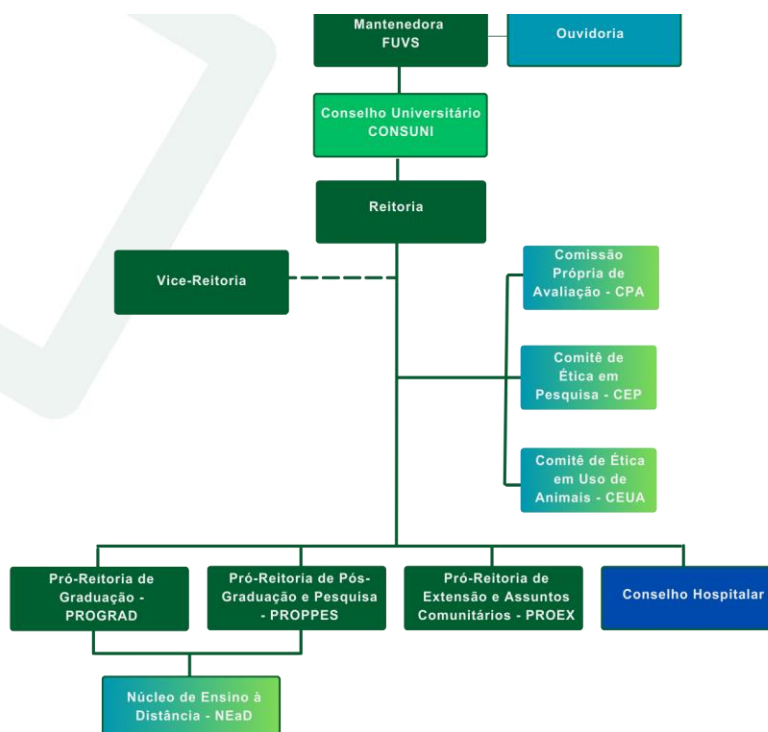 Mantenedora
FUVS
Ouvidoria
Conselho Universitário
CONSUNI
Reitoria
Vice-Reitoria
Comissão
Própria de
Avaliação - CPA
Comitê de
Ética em
Pesquisa - CEP
Comitê de Ética
em Uso de
Animais - CEUA
Pró-Reitoria de
Graduação -
PROGRAD
Pró-Reitoria de Pós-
Graduação e Pesquisa
- PROPPES
Pró-Reitoria de
Extensão e Assuntos
Comunitários - PROEX
Conselho Hospitalar
Núcleo de Ensino à
Distância - NEaD